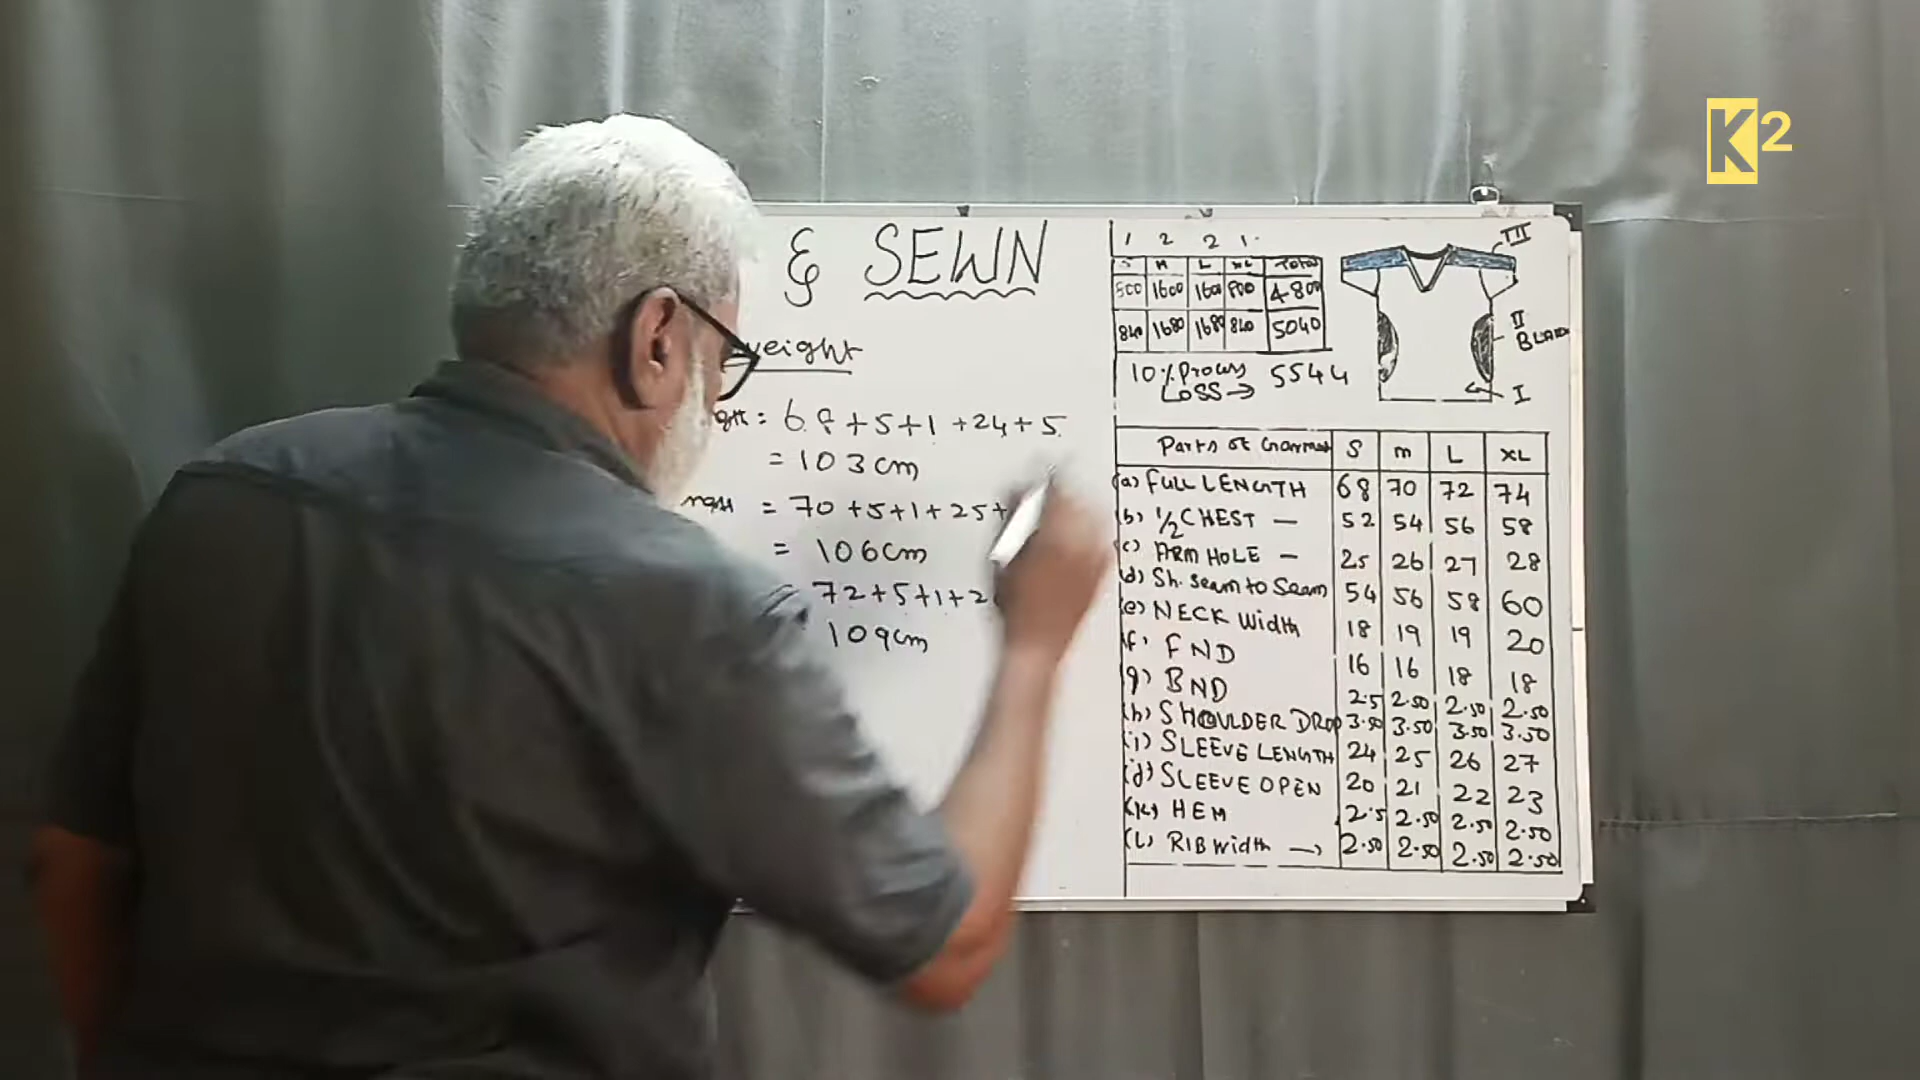 K2
& SEWN
weight
= 68+5+1+24+5
= 103cm
= 70+5+1+25+
= 106cm
= 72+5+1+2
109cm
1 2 2 1
S M L XL Total
1600 1600 800 4800
840 1680 1680 840 5040
10% Process Loss → 5544
III
II
I
Parts of Garment S m L XL
(a) FULL LENGTH 68 70 72 74
(b) 1/2 CHEST — 52 54 56 58
(c) ARM HOLE — 25 26 27 28
(d) Sh. Seam to Seam 54 56 58 60
(e) NECK Width 18 19 19 20
(f) FND 16 16 18 18
(g) BND 2.5 2.50 2.50 2.50
(h) SHOULDER DROP 3.50 3.50 3.50 3.50
(i) SLEEVE LENGTH 24 25 26 27
(j) SLEEVE OPEN 20 21 22 23
(k) HEM 2.5 2.50 2.50 2.50
(l) RIB Width → 2.50 2.50 2.50 2.50